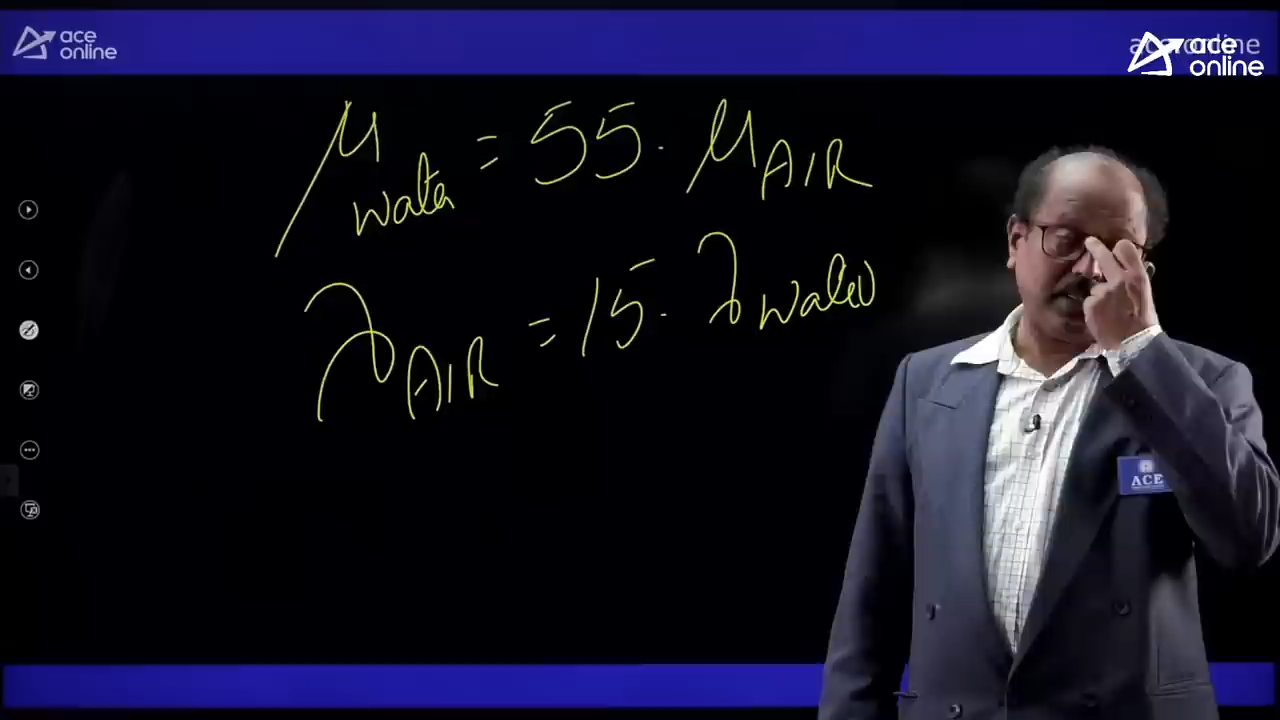 ace online
ace online
μ water = 55. μ AIR
ν AIR = 15. ν water
ACE